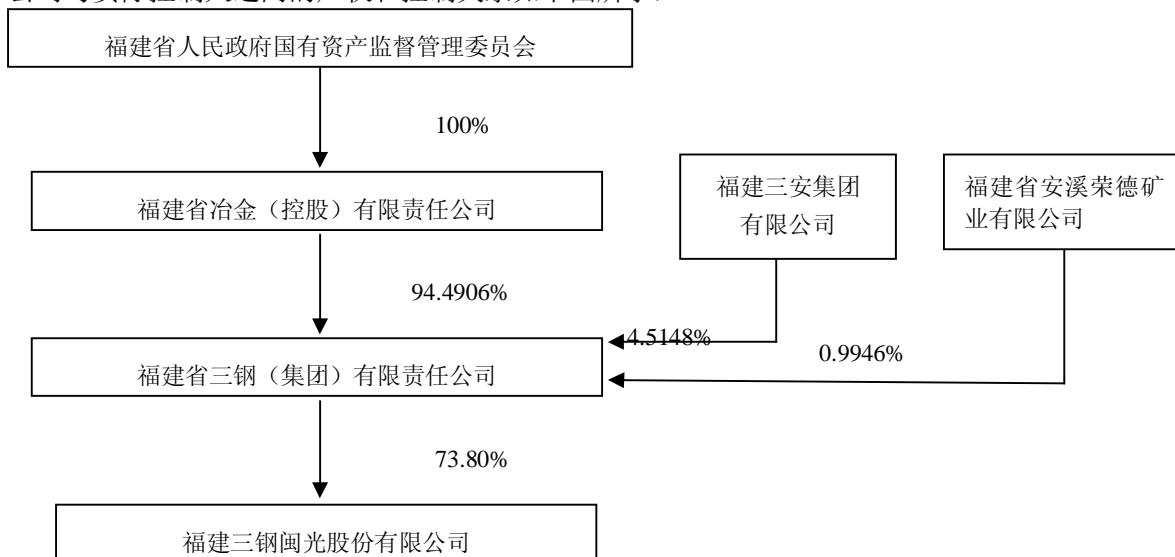 福建省人民政府国有资产监督管理委员会
100%
福建省冶金（控股）有限责任公司
福建三安集团
有限公司
福建省安溪荣德矿
业有限公司
94.4906%
4.5148%
0.9946%
福建省三钢（集团）有限责任公司
73.80%
福建三钢闽光股份有限公司